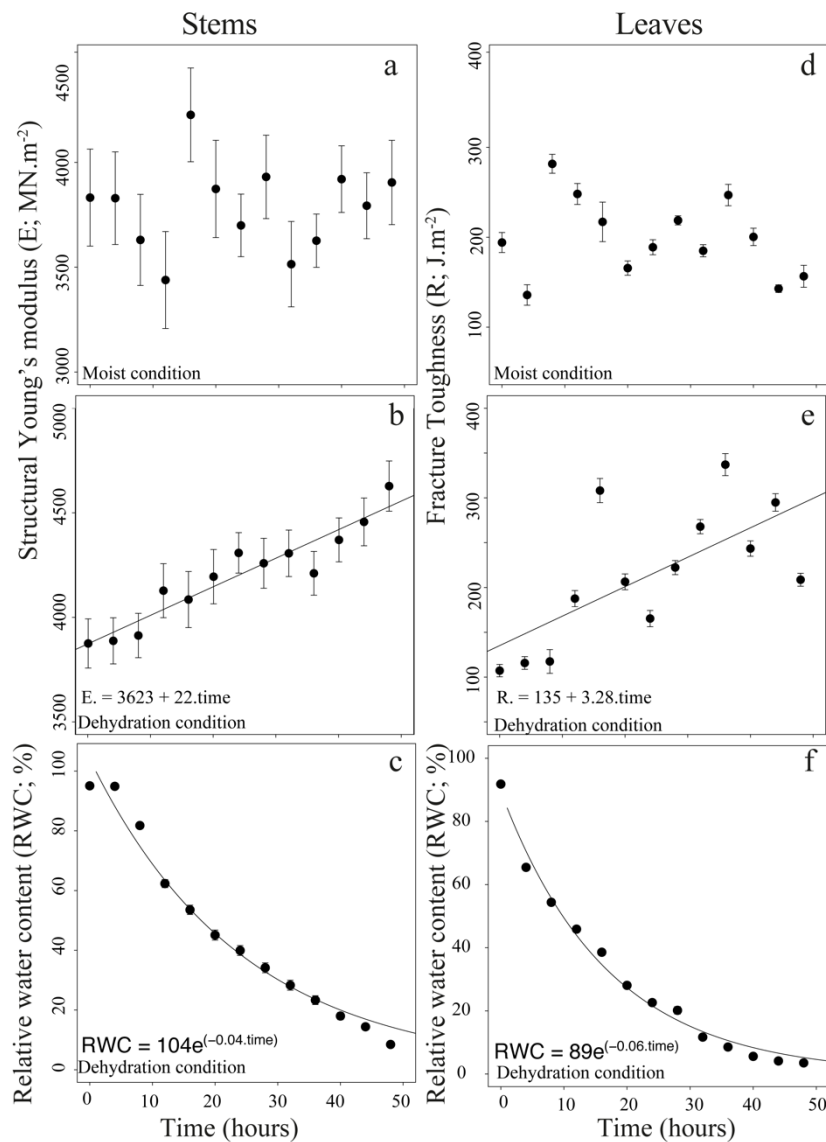 Stems
Leaves
a
4500
4000
3500
3000
Moist condition
d
400
300
200
100
Moist condition
Structural Young's modulus (E; MN.m-2)
Fracture Toughness (R; J.m-2)
b
5000
4500
4000
3500
E. = 3623 + 22.time
Dehydration condition
e
400
300
200
100
R. = 135 + 3.28.time
Dehydration condition
Relative water content (RWC; %)
c
100
80
60
40
20
0
RWC = 104e(−0.04.time)
Dehydration condition
0 10 20 30 40 50
Time (hours)
Relative water content (RWC; %)
f
80
60
40
20
0
RWC = 89e(−0.06.time)
Dehydration condition
0 10 20 30 40 50
Time (hours)